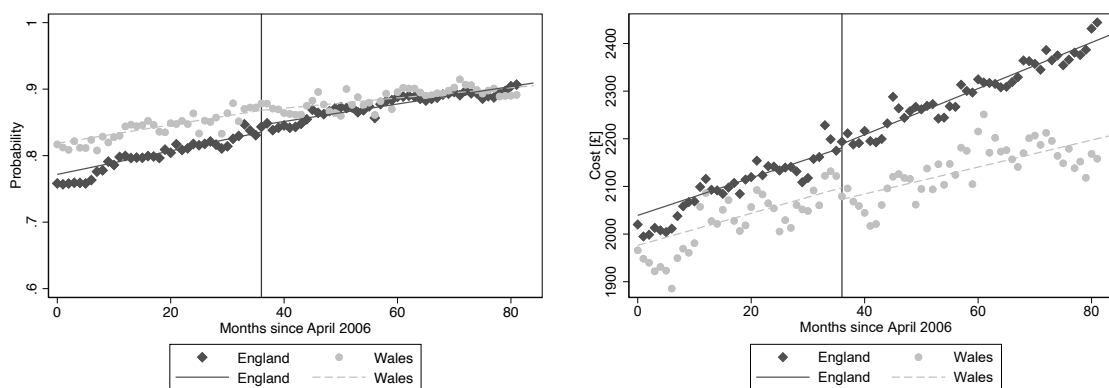 1
.9
.8
.7
.6
Probability
0 20 40 60 80
Months since April 2006
England Wales
England Wales
2400
2300
2200
2100
2000
1900
Cost [£]
0 20 40 60 80
Months since April 2006
England Wales
England Wales